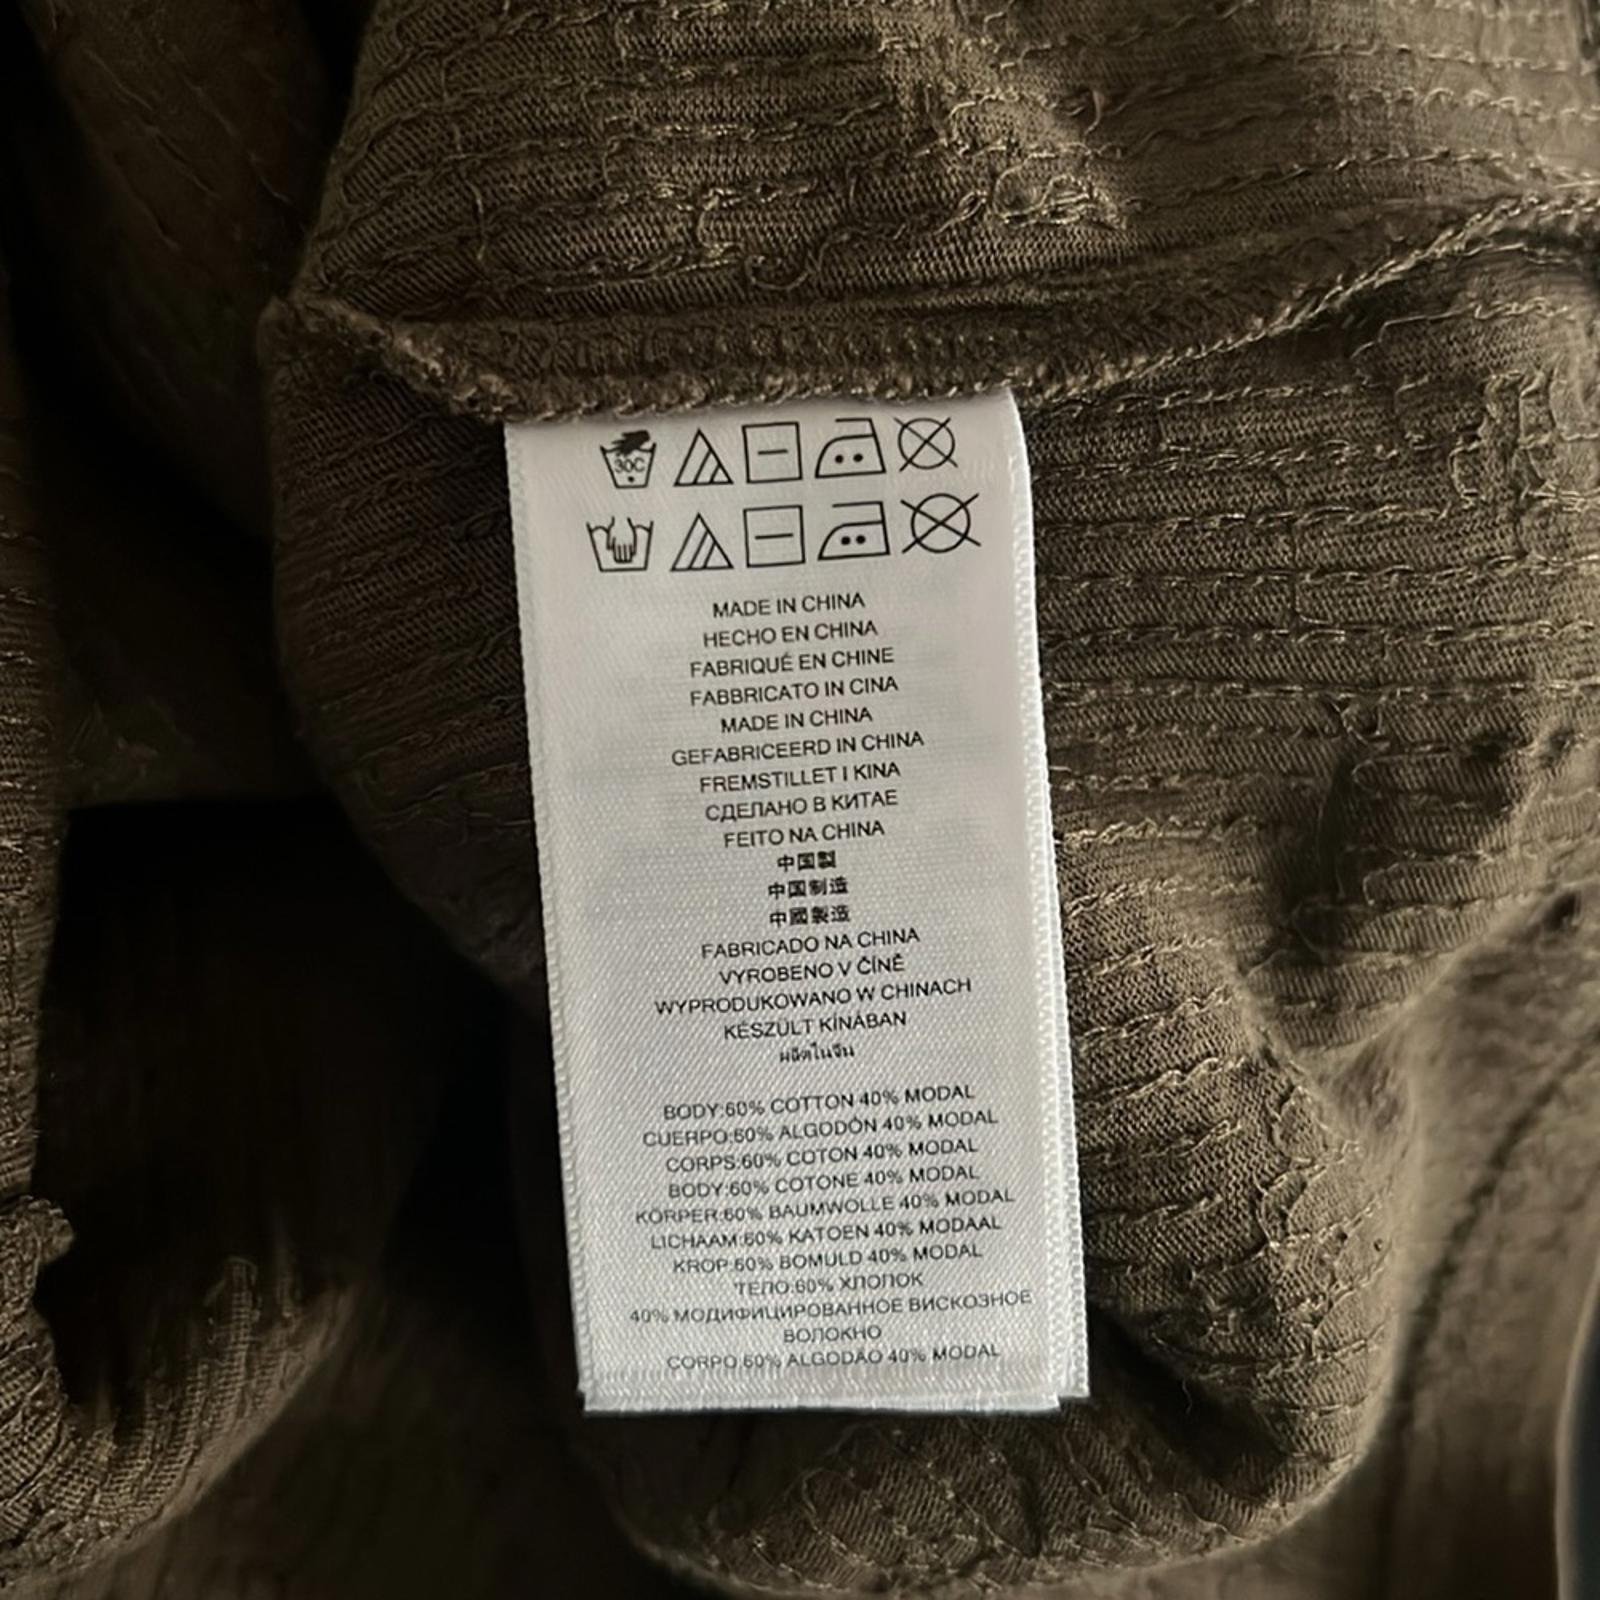 30C
MADE IN CHINA
HECHO EN CHINA
FABRIQUÉ EN CHINE
FABBRICATO IN CINA
MADE IN CHINA
GEFABRICEERD IN CHINA
FREMSTILLET I KINA
СДЕЛАНО В КИТАЕ
FEITO NA CHINA
中国製
中国制造
中國製造
FABRICADO NA CHINA
VYROBENO V ČÍNĚ
WYPRODUKOWANO W CHINACH
KÉSZÜLT KÍNÁBAN
ผลิตในจีน
BODY:60% COTTON 40% MODAL
CUERPO:60% ALGODÓN 40% MODAL
CORPS:60% COTON 40% MODAL
BODY:60% COTONE 40% MODAL
KÖRPER:60% BAUMWOLLE 40% MODAL
LICHAAM:60% KATOEN 40% MODAAL
KROP:60% BOMULD 40% MODAL
ТЕЛО:60% ХЛОПОК
40% МОДИФИЦИРОВАННОЕ ВИСКОЗНОЕ
ВОЛОКНО
CORPO:60% ALGODÃO 40% MODAL